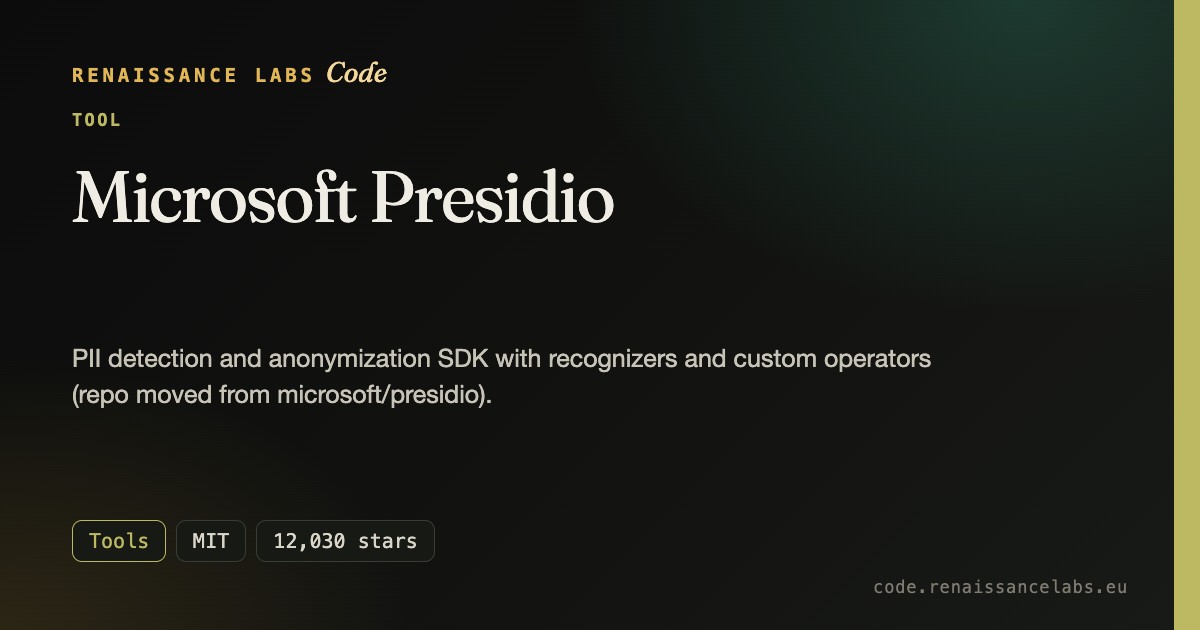 RENAISSANCE LABS Code
TOOL
Microsoft Presidio
PII detection and anonymization SDK with recognizers and custom operators
(repo moved from microsoft/presidio).
Tools MIT 12,030 stars
code.renaissancelabs.eu